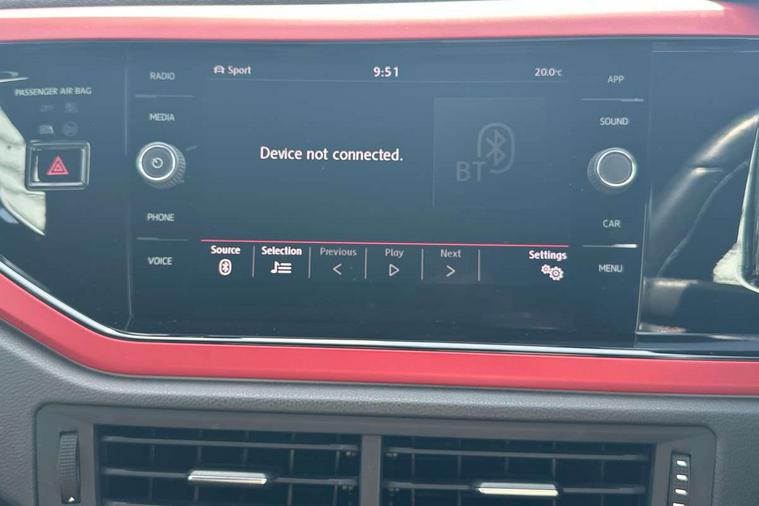 RADIO
Sport
9:51
20.0°c
APP
PASSENGER AIR BAG
MEDIA
SOUND
Device not connected.
BT
PHONE
CAR
VOICE
Source Selection Previous Play Next Settings
MENU